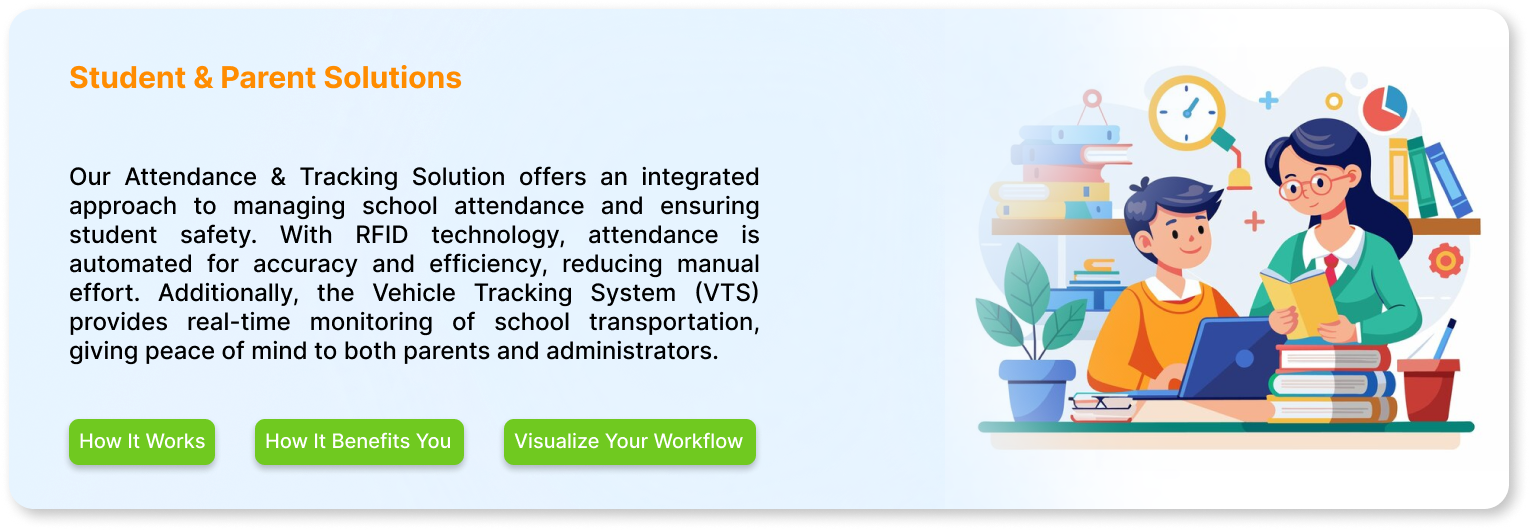 Student & Parent Solutions
Our Attendance & Tracking Solution offers an integrated
approach to managing school attendance and ensuring
student safety. With RFID technology, attendance is
automated for accuracy and efficiency, reducing manual
effort. Additionally, the Vehicle Tracking System (VTS)
provides real-time monitoring of school transportation,
giving peace of mind to both parents and administrators.
How It Works
How It Benefits You
Visualize Your Workflow